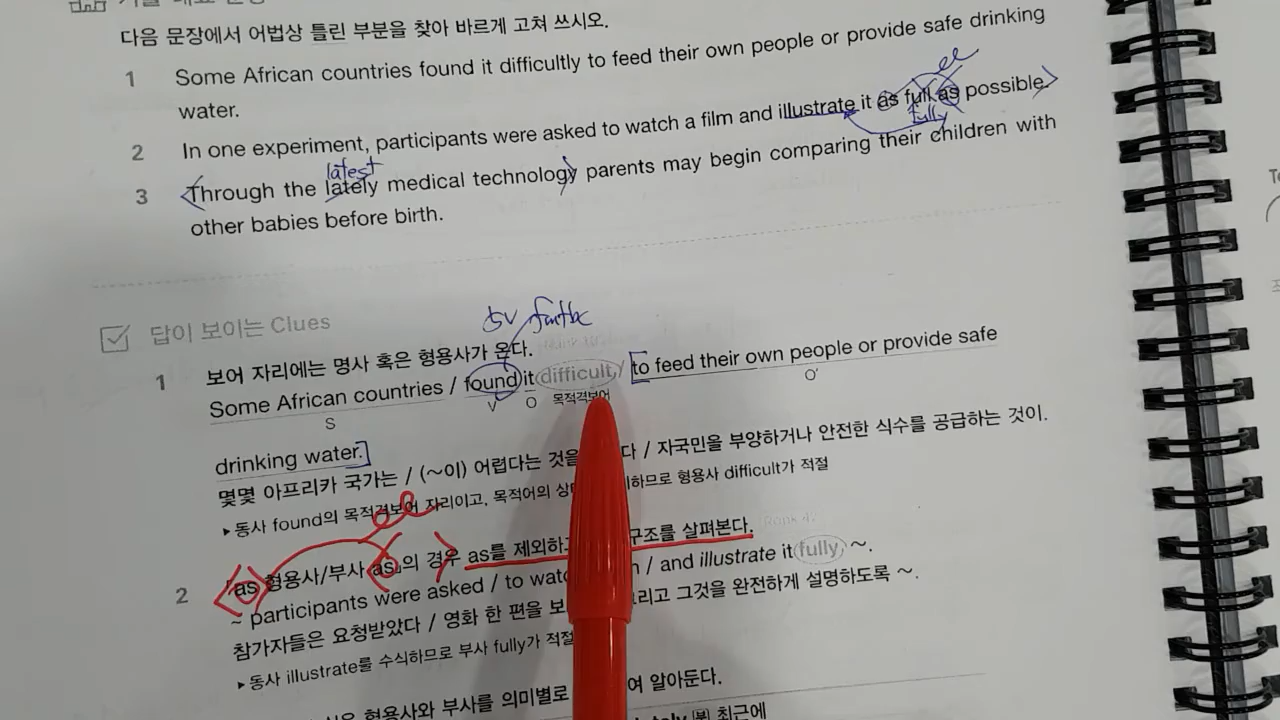 다음 문장에서 어법상 틀린 부분을 찾아 바르게 고쳐 쓰시오.
1 Some African countries found it difficultly to feed their own people or provide safe drinking
water.
2 In one experiment, participants were asked to watch a film and illustrate it as full as possible.
fully
latest
3 Through the lately medical technology parents may begin comparing their children with
other babies before birth.
답이 보이는 Clues
5V
1 보어 자리에는 명사 혹은 형용사가 온다.
Some African countries / found it difficult / to feed their own people or provide safe
S V O 목적격보어 O'
drinking water.
몇몇 아프리카 국가는 / (~이) 어렵다는 것을 다 / 자국민을 부양하거나 안전한 식수를 공급하는 것이.
▸동사 found의 목적격보어 자리이고, 목적어의 상 하므로 형용사 difficult가 적절
2 「as 형용사/부사 as」의 경우 as를 제외하고 구조를 살펴본다.
~ participants were asked / to / and illustrate it fully, ~.
참가자들은 요청받았다 / 영화 한 편을 보 그것을 완전하게 설명하도록 ~.
▸동사 illustrate를 수식하므로 부사 fully가 적절
형용사와 부사를 의미별로 여 알아둔다.
최근에